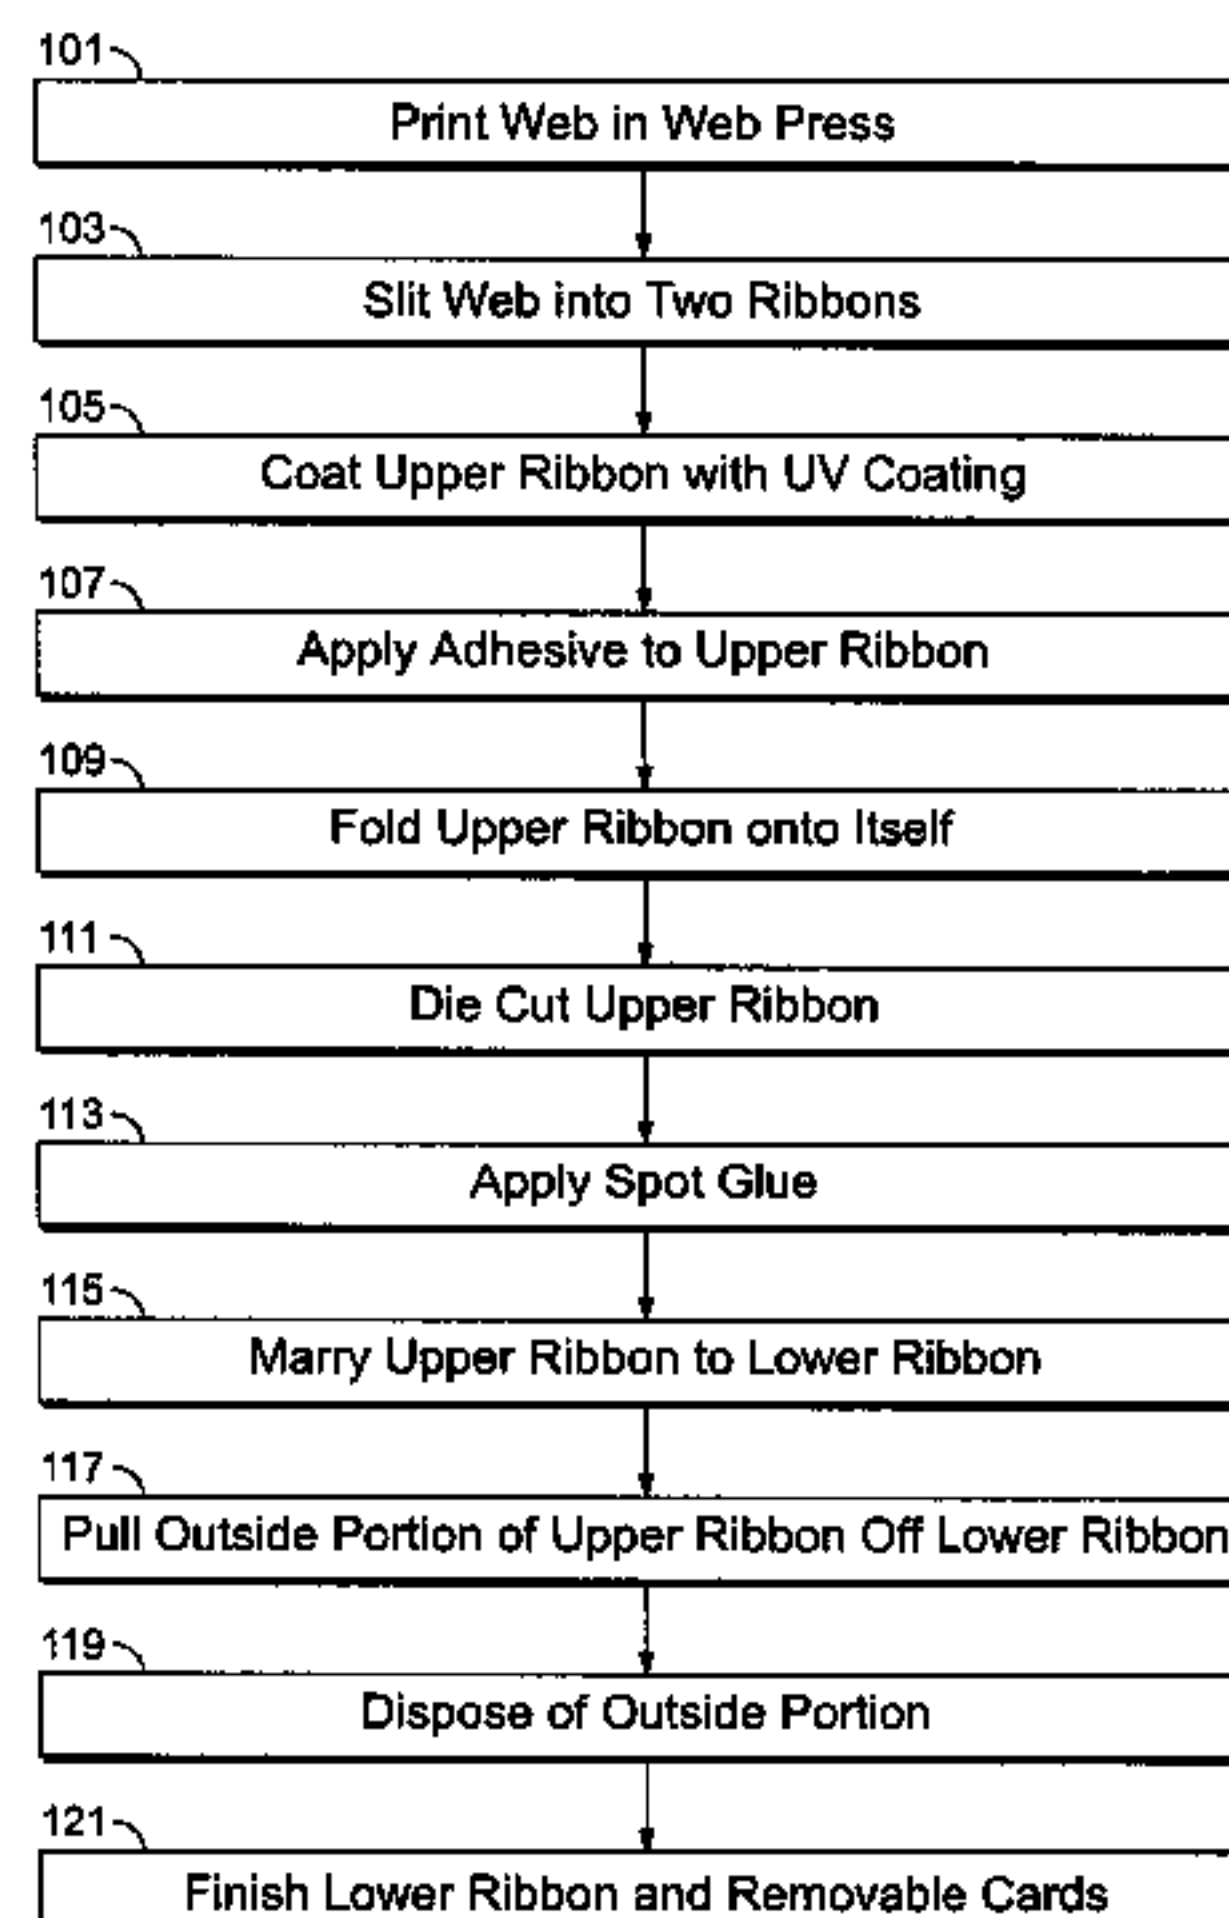 101
Print Web in Web Press
103
Slit Web into Two Ribbons
105
Coat Upper Ribbon with UV Coating
107
Apply Adhesive to Upper Ribbon
109
Fold Upper Ribbon onto Itself
111
Die Cut Upper Ribbon
113
Apply Spot Glue
115
Marry Upper Ribbon to Lower Ribbon
117
Pull Outside Portion of Upper Ribbon Off Lower Ribbon
119
Dispose of Outside Portion
121
Finish Lower Ribbon and Removable Cards